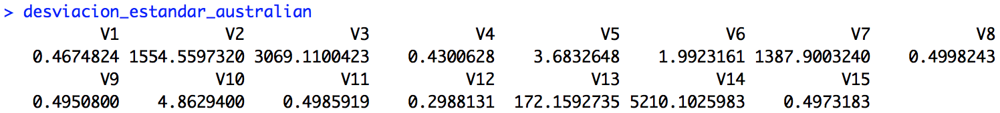 > desviacion_estandar_australian
V1 V2 V3 V4 V5 V6 V7 V8
0.4674824 1554.5597320 3069.1100423 0.4300628 3.6832648 1.9923161 1387.9003240 0.4998243
V9 V10 V11 V12 V13 V14 V15
0.4950800 4.8629400 0.4985919 0.2988131 172.1592735 5210.1025983 0.4973183